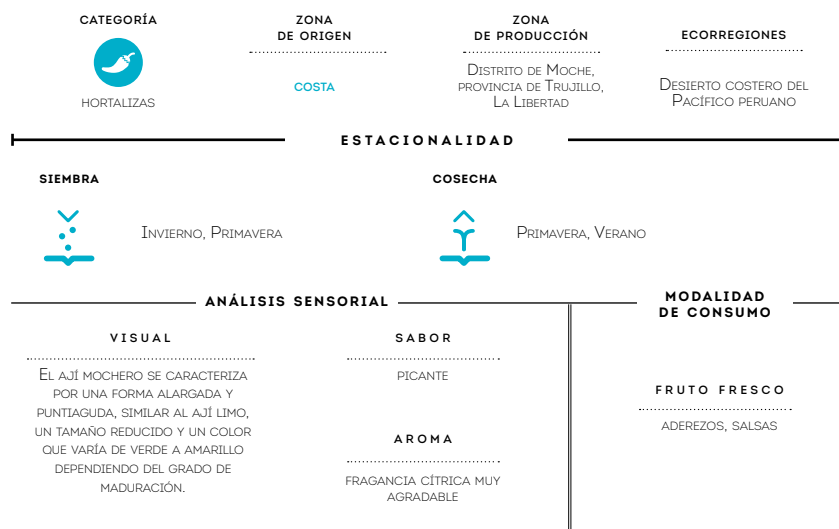 CATEGORÍA
HORTALIZAS
ZONA
DE ORIGEN
COSTA
ZONA
DE PRODUCCIÓN
Distrito de Moche,
provincia de Trujillo,
La Libertad
ECORREGIONES
Desierto costero del
Pacífico peruano
ESTACIONALIDAD
SIEMBRA
Invierno, Primavera
COSECHA
Primavera, Verano
ANÁLISIS SENSORIAL
VISUAL
El ají mochero se caracteriza
por una forma alargada y
puntiaguda, similar al ají limo,
un tamaño reducido y un color
que varía de verde a amarillo
dependiendo del grado de
maduración.
SABOR
picante
AROMA
fragancia cítrica muy
agradable
MODALIDAD
DE CONSUMO
FRUTO FRESCO
aderezos, salsas